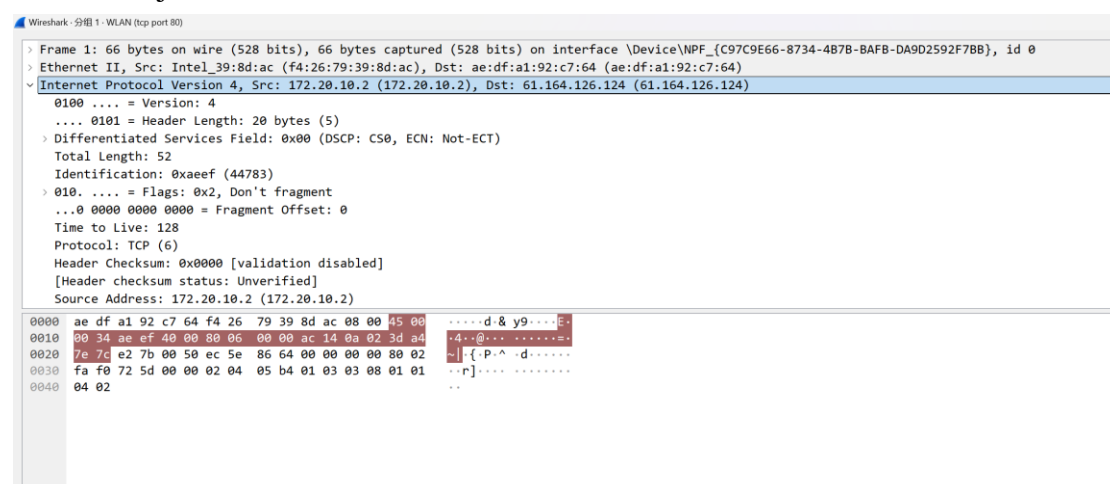 Wireshark · 分组 1 · WLAN (tcp port 80)
> Frame 1: 66 bytes on wire (528 bits), 66 bytes captured (528 bits) on interface \Device\NPF_{C97C9E66-8734-4B7B-BAFB-DA9D2592F7BB}, id 0
> Ethernet II, Src: Intel_39:8d:ac (f4:26:79:39:8d:ac), Dst: ae:df:a1:92:c7:64 (ae:df:a1:92:c7:64)
Internet Protocol Version 4, Src: 172.20.10.2 (172.20.10.2), Dst: 61.164.126.124 (61.164.126.124)
0100 .... = Version: 4
.... 0101 = Header Length: 20 bytes (5)
> Differentiated Services Field: 0x00 (DSCP: CS0, ECN: Not-ECT)
Total Length: 52
Identification: 0xaeef (44783)
> 010. .... = Flags: 0x2, Don't fragment
...0 0000 0000 0000 = Fragment Offset: 0
Time to Live: 128
Protocol: TCP (6)
Header Checksum: 0x0000 [validation disabled]
[Header checksum status: Unverified]
Source Address: 172.20.10.2 (172.20.10.2)
0000 ae df a1 92 c7 64 f4 26 79 39 8d ac 08 00 45 00 ·····d·& y9····E·
0010 00 34 ae ef 40 00 80 06 00 00 ac 14 0a 02 3d a4 ·4··@··· ······=·
0020 7e 7c e2 7b 00 50 ec 5e 86 64 00 00 00 00 80 02 ~|·{·P·^ ·d······
0030 fa f0 72 5d 00 00 02 04 05 b4 01 03 03 08 01 01 ··r]···· ········
0040 04 02 ··